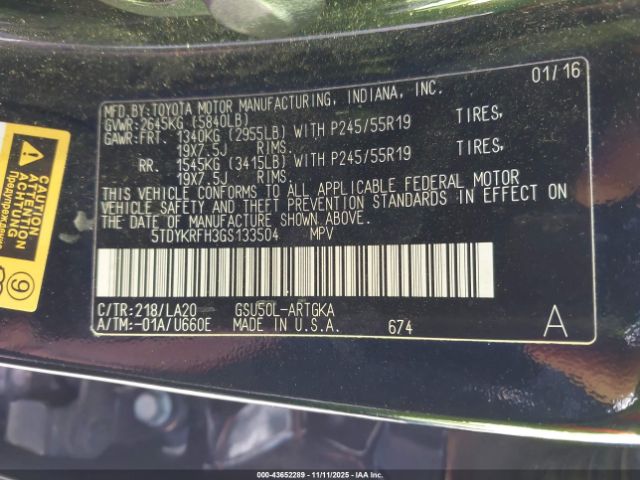 01/16
MFD.BY:TOYOTA MOTOR MANUFACTURING, INDIANA, INC.
GVWR:2645KG (5840LB)
GAWR:FRT. 1340KG (2955LB) WITH P245/55R19 TIRES,
19X7.5J RIMS.
RR. 1545KG (3415LB) WITH P245/55R19 TIRES,
19X7.5J RIMS.
THIS VEHICLE CONFORMS TO ALL APPLICABLE FEDERAL MOTOR
VEHICLE SAFETY AND THEFT PREVENTION STANDARDS IN EFFECT ON
THE DATE OF MANUFACTURE SHOWN ABOVE.
5TDYKRFH3GS133504 MPV
C/TR:218/LA20 GSU50L-ARTGKA
A/TM:-01A/U660E MADE IN U.S.A. 674 A
CAUTION
ATTENTION
ACHTUNG
Предупреждение
9
000-43652289 - 11/11/2025 - IAA Inc.